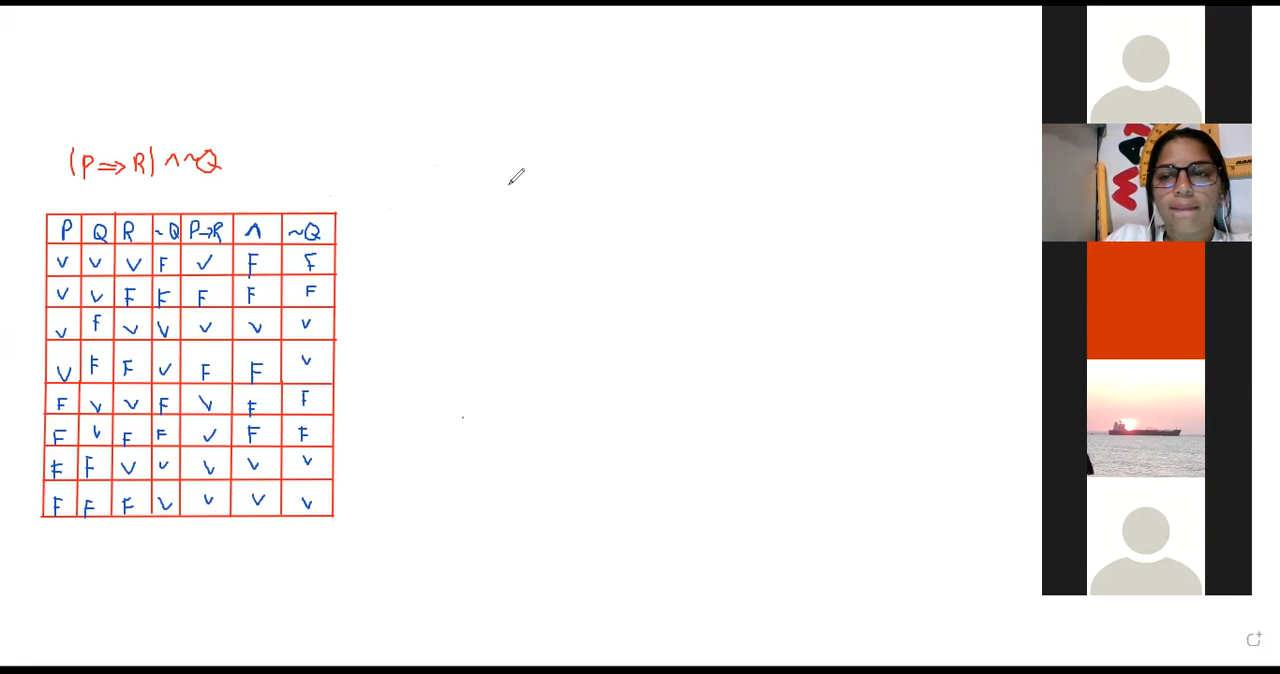 (P⇒R) ∧ ~Q
P Q R ~Q P→R ∧ ~Q
V V V F V F F
V V F F F F F
V F V V V V V
V F F V F F V
F V V F V F F
F V F F V F F
F F V V V V V
F F F V V V V